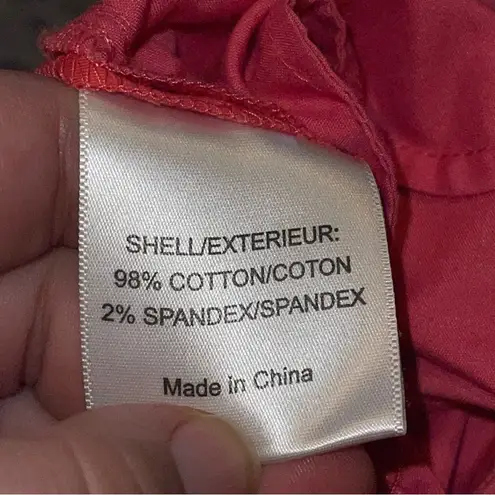 SHELL/EXTERIEUR:
98% COTTON/COTON
2% SPANDEX/SPANDEX
Made in China